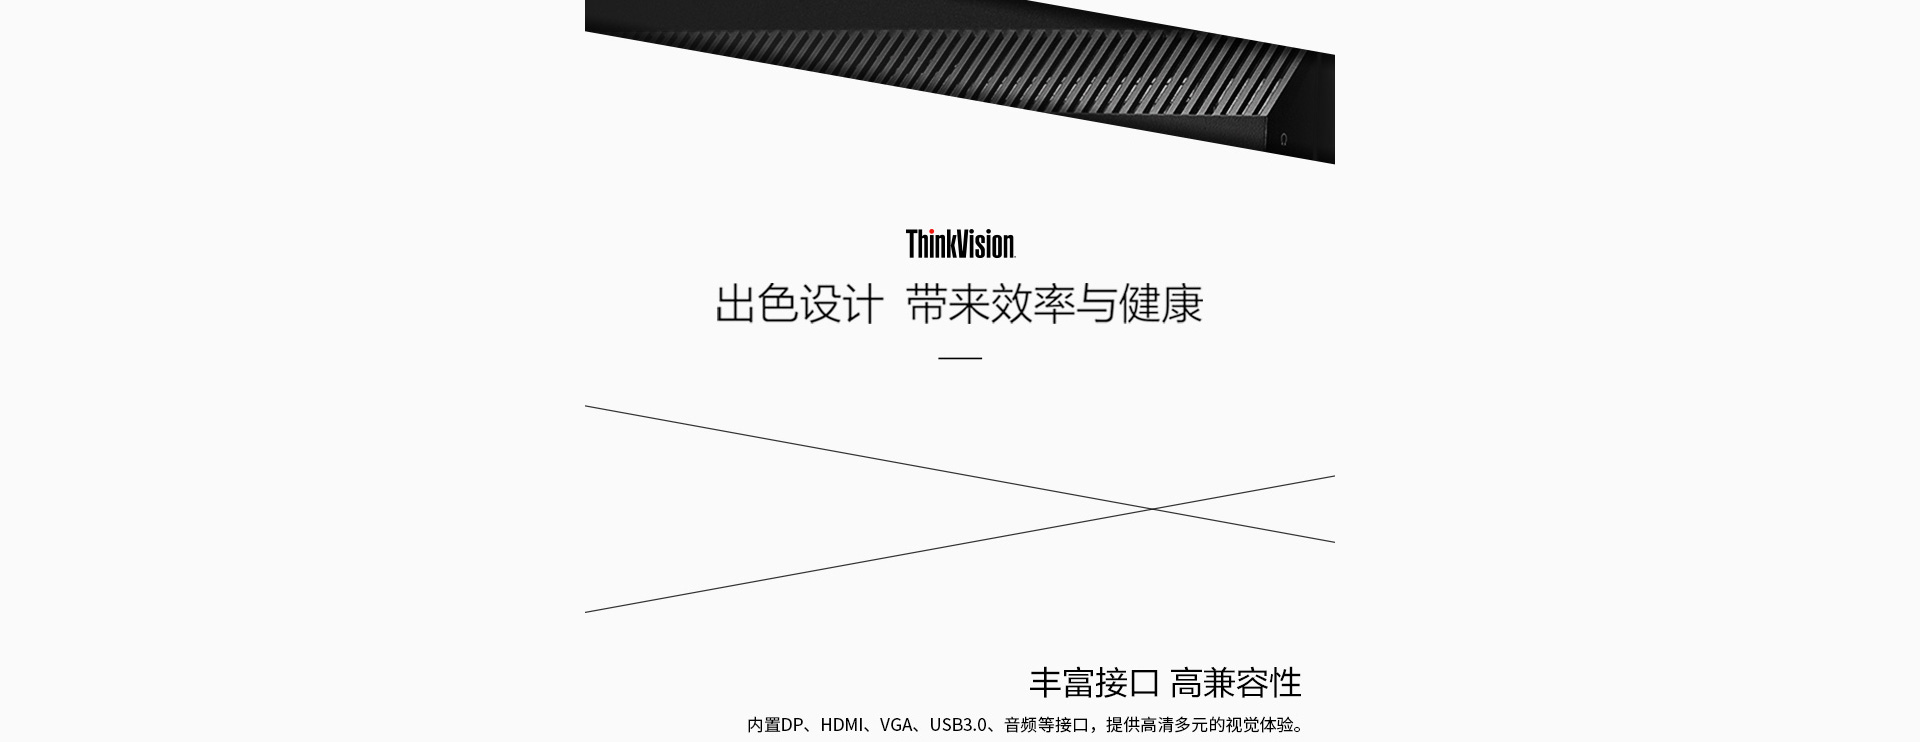 ThinkVision
出色设计 带来效率与健康
丰富接口 高兼容性
内置DP、HDMI、VGA、USB3.0、音频等接口，提供高清多元的视觉体验。